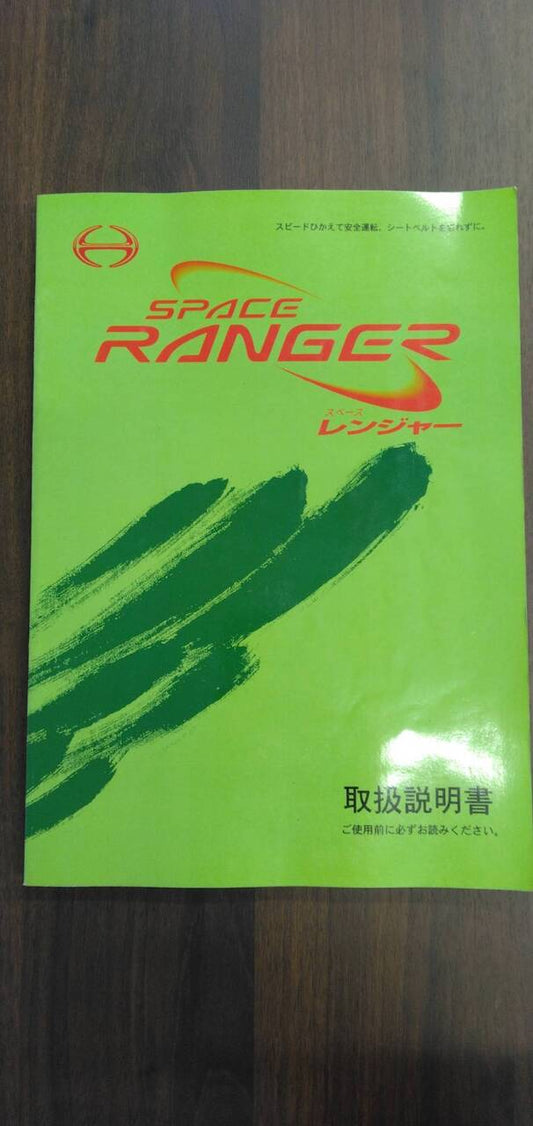 スピードひかえて安全運転、シートベルトを忘れずに。
SPACE
RANGER
スペース
レンジャー
取扱説明書
ご使用前に必ずお読みください。